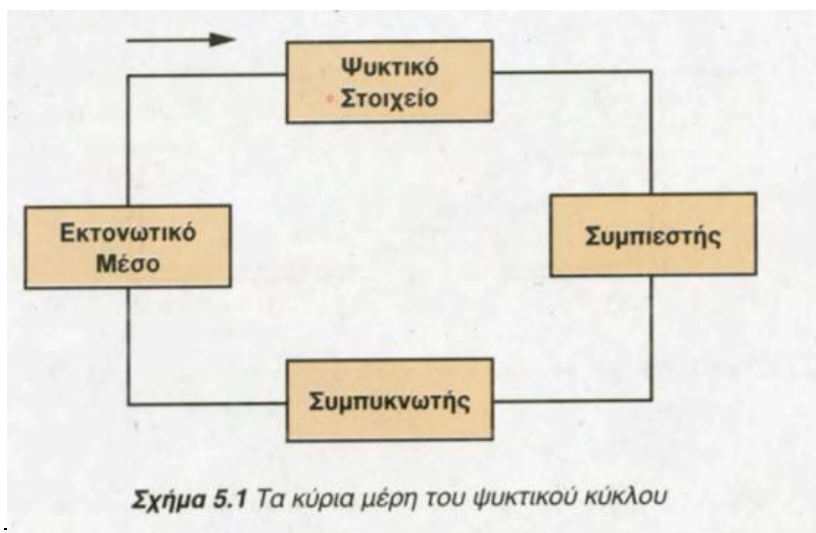 Ψυκτικό
Στοιχείο
Εκτονωτικό
Μέσο
Συμπιεστής
Συμπυκνωτής
Σχήμα 5.1 Τα κύρια μέρη του ψυκτικού κύκλου